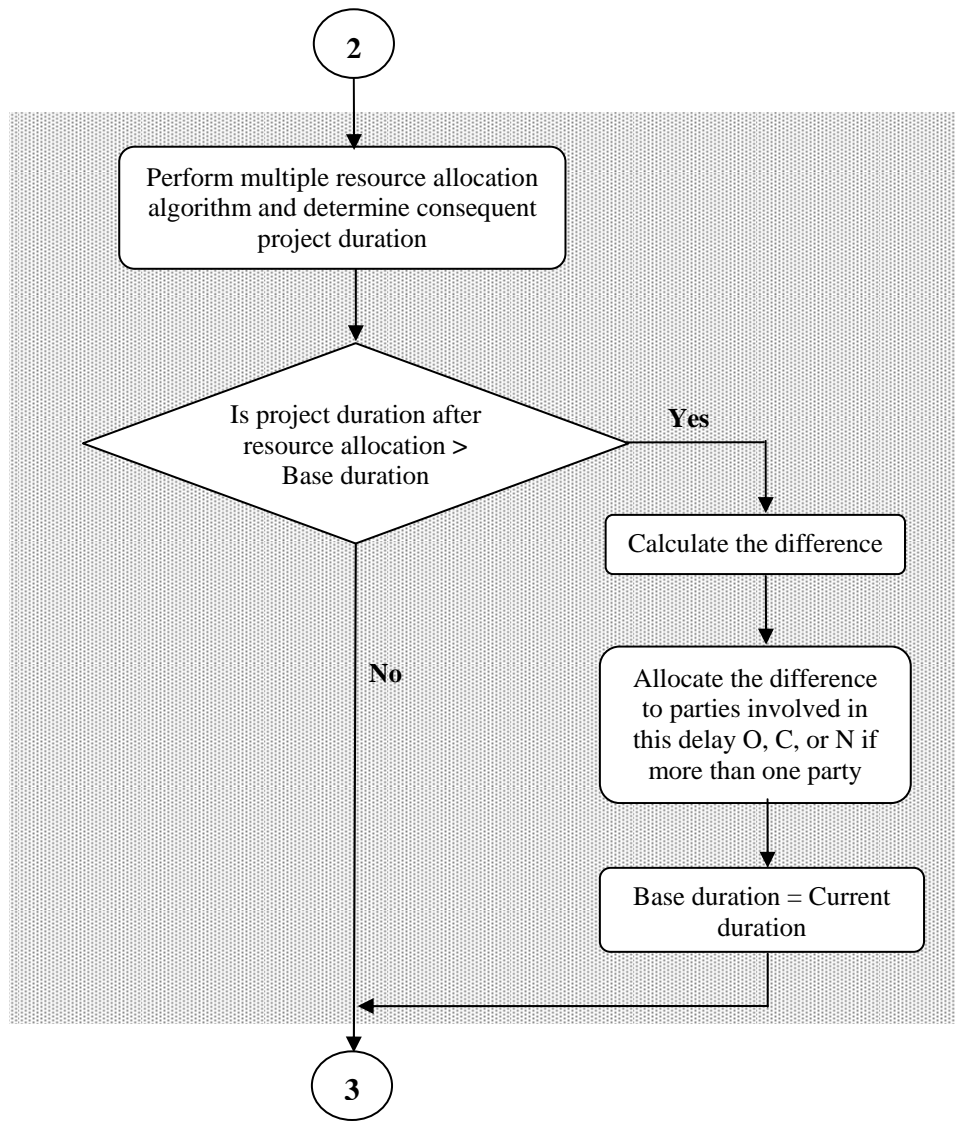 2
Perform multiple resource allocation
algorithm and determine consequent
project duration
Is project duration after
resource allocation >
Base duration
Yes
Calculate the difference
No
Allocate the difference
to parties involved in
this delay O, C, or N if
more than one party
Base duration = Current
duration
3